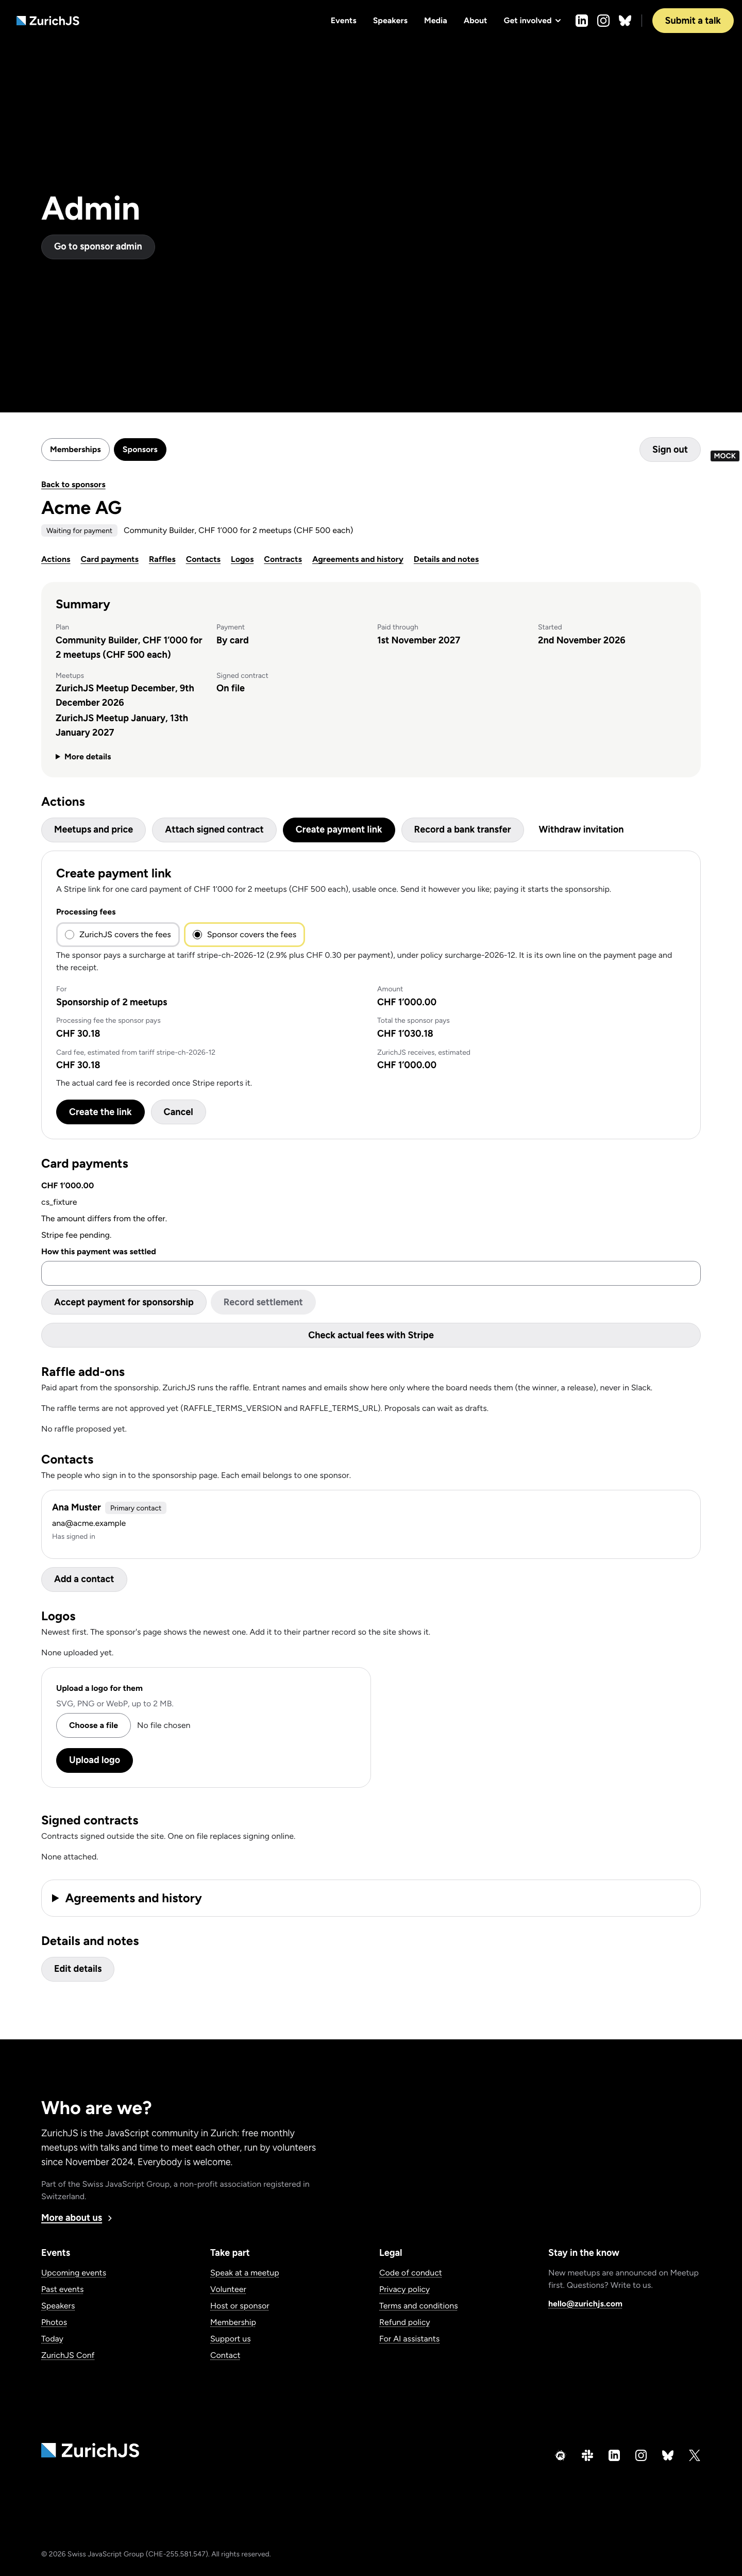 ZurichJS
Events
Speakers
Media
About
Get involved
Submit a talk
Admin
Go to sponsor admin
Memberships
Sponsors
Sign out
MOCK
Back to sponsors
Acme AG
Waiting for payment
Community Builder, CHF 1'000 for 2 meetups (CHF 500 each)
Actions
Card payments
Raffles
Contacts
Logos
Contracts
Agreements and history
Details and notes
Summary
Plan
Community Builder, CHF 1'000 for
2 meetups (CHF 500 each)
Payment
By card
Paid through
1st November 2027
Started
2nd November 2026
Meetups
ZurichJS Meetup December, 9th
December 2026
ZurichJS Meetup January, 13th
January 2027
Signed contract
On file
More details
Actions
Meetups and price
Attach signed contract
Create payment link
Record a bank transfer
Withdraw invitation
Create payment link
A Stripe link for one card payment of CHF 1'000 for 2 meetups (CHF 500 each), usable once. Send it however you like; paying it starts the sponsorship.
Processing fees
ZurichJS covers the fees
Sponsor covers the fees
The sponsor pays a surcharge at tariff stripe-ch-2026-12 (2.9% plus CHF 0.30 per payment), under policy surcharge-2026-12. It is its own line on the payment page and
the receipt.
For
Sponsorship of 2 meetups
Amount
CHF 1'000.00
Processing fee the sponsor pays
CHF 30.18
Total the sponsor pays
CHF 1'030.18
Card fee, estimated from tariff stripe-ch-2026-12
CHF 30.18
ZurichJS receives, estimated
CHF 1'000.00
The actual card fee is recorded once Stripe reports it.
Create the link
Cancel
Card payments
CHF 1'000.00
cs_fixture
The amount differs from the offer.
Stripe fee pending.
How this payment was settled
Accept payment for sponsorship
Record settlement
Check actual fees with Stripe
Raffle add-ons
Paid apart from the sponsorship. ZurichJS runs the raffle. Entrant names and emails show here only where the board needs them (the winner, a release), never in Slack.
The raffle terms are not approved yet (RAFFLE_TERMS_VERSION and RAFFLE_TERMS_URL). Proposals can wait as drafts.
No raffle proposed yet.
Contacts
The people who sign in to the sponsorship page. Each email belongs to one sponsor.
Ana Muster
Primary contact
ana@acme.example
Has signed in
Add a contact
Logos
Newest first. The sponsor's page shows the newest one. Add it to their partner record so the site shows it.
None uploaded yet.
Upload a logo for them
SVG, PNG or WebP, up to 2 MB.
Choose a file
No file chosen
Upload logo
Signed contracts
Contracts signed outside the site. One on file replaces signing online.
None attached.
Agreements and history
Details and notes
Edit details
Who are we?
ZurichJS is the JavaScript community in Zurich: free monthly
meetups with talks and time to meet each other, run by volunteers
since November 2024. Everybody is welcome.
Part of the Swiss JavaScript Group, a non-profit association registered in
Switzerland.
More about us
Events
Upcoming events
Past events
Speakers
Photos
Today
ZurichJS Conf
Take part
Speak at a meetup
Volunteer
Host or sponsor
Membership
Support us
Contact
Legal
Code of conduct
Privacy policy
Terms and conditions
Refund policy
For AI assistants
Stay in the know
New meetups are announced on Meetup
first. Questions? Write to us.
hello@zurichjs.com
ZurichJS
© 2026 Swiss JavaScript Group (CHE-255.581.547). All rights reserved.